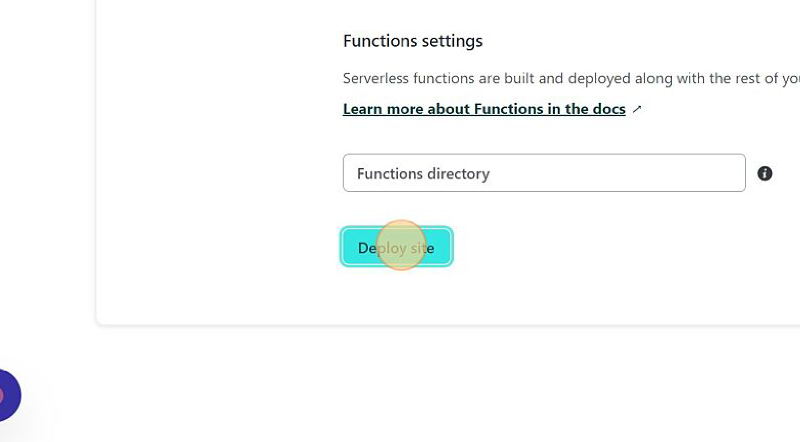 Functions settings
Serverless functions are built and deployed along with the rest of
Learn more about Functions in the docs ↗
Functions directory
Deploy site